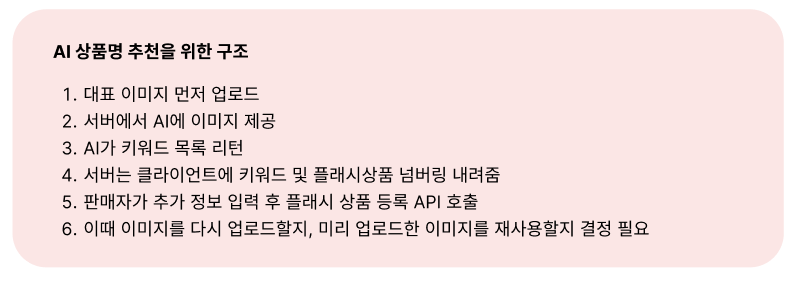 AI 상품명 추천을 위한 구조
1. 대표 이미지 먼저 업로드
2. 서버에서 AI에 이미지 제공
3. AI가 키워드 목록 리턴
4. 서버는 클라이언트에 키워드 및 플래시상품 넘버링 내려줌
5. 판매자가 추가 정보 입력 후 플래시 상품 등록 API 호출
6. 이때 이미지를 다시 업로드할지, 미리 업로드한 이미지를 재사용할지 결정 필요